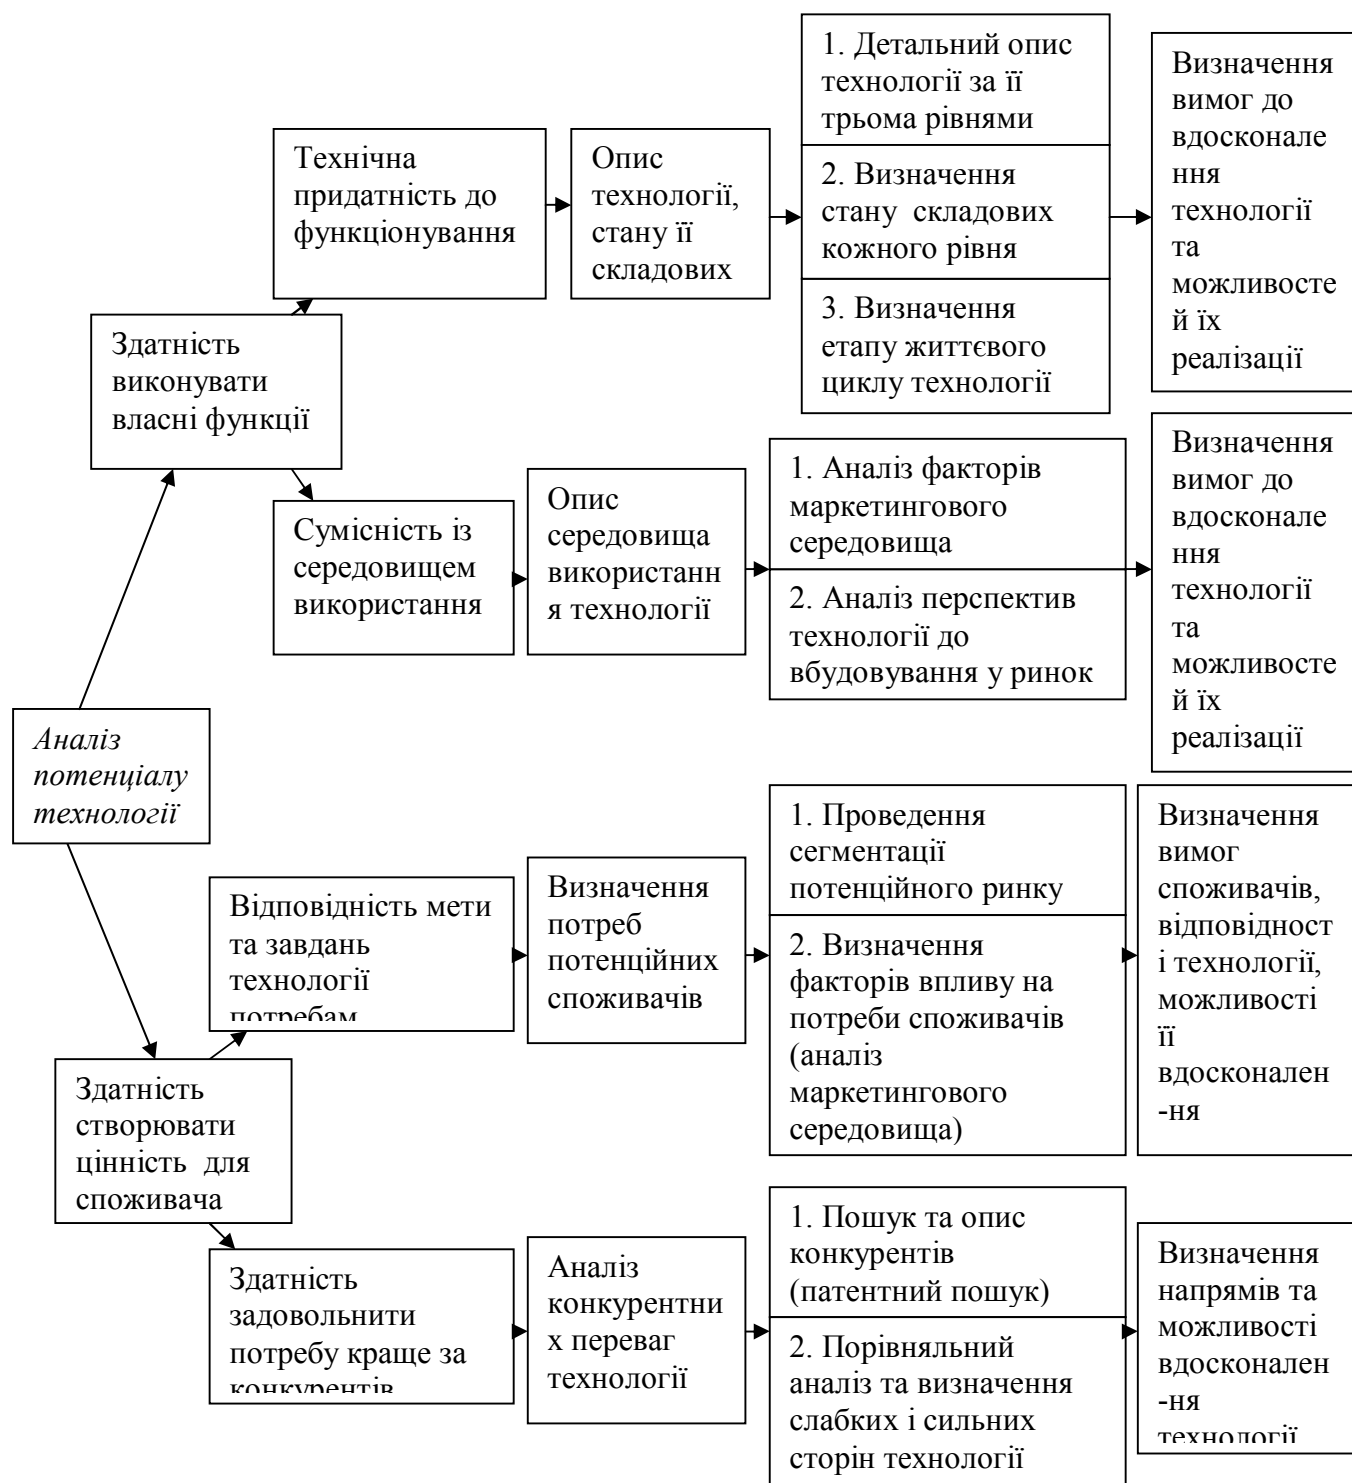 1. Детальний опис
технології за її
трьома рівнями
2. Визначення
стану складових
кожного рівня
3. Визначення
етапу життєвого
циклу технології
Визначення
вимог до
вдосконале
ння
технології
та
можливосте
й їх
реалізації
Технічна
придатність до
функціонування
Опис
технології,
стану її
складових
Здатність
виконувати
власні функції
Сумісність із
середовищем
використання
Опис
середовища
використанн
я технології
1. Аналіз факторів
маркетингового
середовища
2. Аналіз перспектив
технології до
вбудовування у ринок
Визначення
вимог до
вдосконале
ння
технології
та
можливосте
й їх
реалізації
Аналіз
потенціалу
технології
Відповідність мети
та завдань
технології
потребам
Визначення
потреб
потенційних
споживачів
1. Проведення
сегментації
потенційного ринку
2. Визначення
факторів впливу на
потреби споживачів
(аналіз
маркетингового
середовища)
Визначення
вимог
споживачів,
відповідност
і технології,
можливості
її
вдосконален
-ня
Здатність
створювати
цінність для
споживача
Здатність
задовольнити
потребу краще за
конкурентів
Аналіз
конкурентни
х переваг
технології
1. Пошук та опис
конкурентів
(патентний пошук)
2. Порівняльний
аналіз та визначення
слабких і сильних
сторін технології
Визначення
напрямів та
можливості
вдосконален
-ня
технології